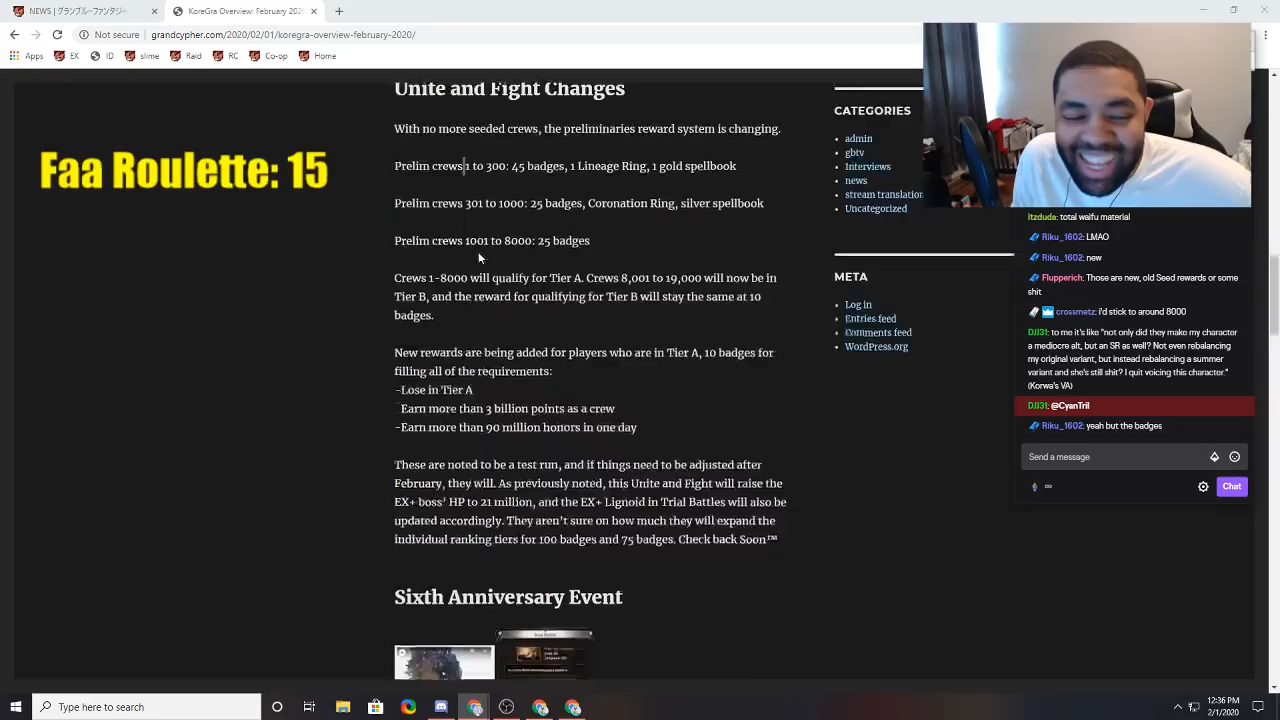 NEWS | グランブルーファンタジー
KoreGra Overview: February 202
Not secure
grandcypher.com/2020/02/01/koregra-overview-february-2020/
Apps
EX
ID
slime
Raid
RC
Co-op
Home
Faa Roulette: 15
Unite and Fight Changes
With no more seeded crews, the preliminaries reward system is changing.
Prelim crews 1 to 300: 45 badges, 1 Lineage Ring, 1 gold spellbook
Prelim crews 301 to 1000: 25 badges, Coronation Ring, silver spellbook
Prelim crews 1001 to 8000: 25 badges
Crews 1-8000 will qualify for Tier A. Crews 8,001 to 19,000 will now be in
Tier B, and the reward for qualifying for Tier B will stay the same at 10
badges.
New rewards are being added for players who are in Tier A, 10 badges for
filling all of the requirements:
-Lose in Tier A
-Earn more than 3 billion points as a crew
-Earn more than 90 million honors in one day
These are noted to be a test run, and if things need to be adjusted after
February, they will. As previously noted, this Unite and Fight will raise the
EX+ boss' HP to 21 million, and the EX+ Lignoid in Trial Battles will also be
updated accordingly. They aren't sure on how much they will expand the
individual ranking tiers for 100 badges and 75 badges. Check back Soon™
Sixth Anniversary Event
CATEGORIES
admin
gbtv
Interviews
news
stream translation
Uncategorized
META
Log in
Entries feed
Comments feed
WordPress.org
itzduda: total waifu material
Riku_1602: LMAO
Riku_1602: new
Flupperich: Those are new, old Seed rewards or some
shit
crossmetz: i'd stick to around 8000
DJJ31: to me it's like "not only did they make my character
a mediocre alt, but an SR as well? Not even rebalancing
my original variant, but instead rebalancing a summer
variant and she's still shit? I quit voicing this character."
(Korwa's VA)
DJJ31: @CyanTril
Riku_1602: yeah but the badges
Send a message
∞
Chat
Type here to search
12:36 PM
2/1/2020